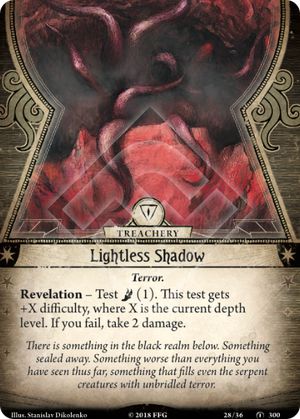 TREACHERY
Lightless Shadow
Terror.
Revelation – Test (1). This test gets
+X difficulty, where X is the current depth
level. If you fail, take 2 damage.
There is something in the black realm below. Something
sealed away. Something worse than everything you
have seen thus far, something that fills even the serpent
creatures with unbridled terror.
Illus. Stanislav Dikolenko © 2018 FFG 28/36 300